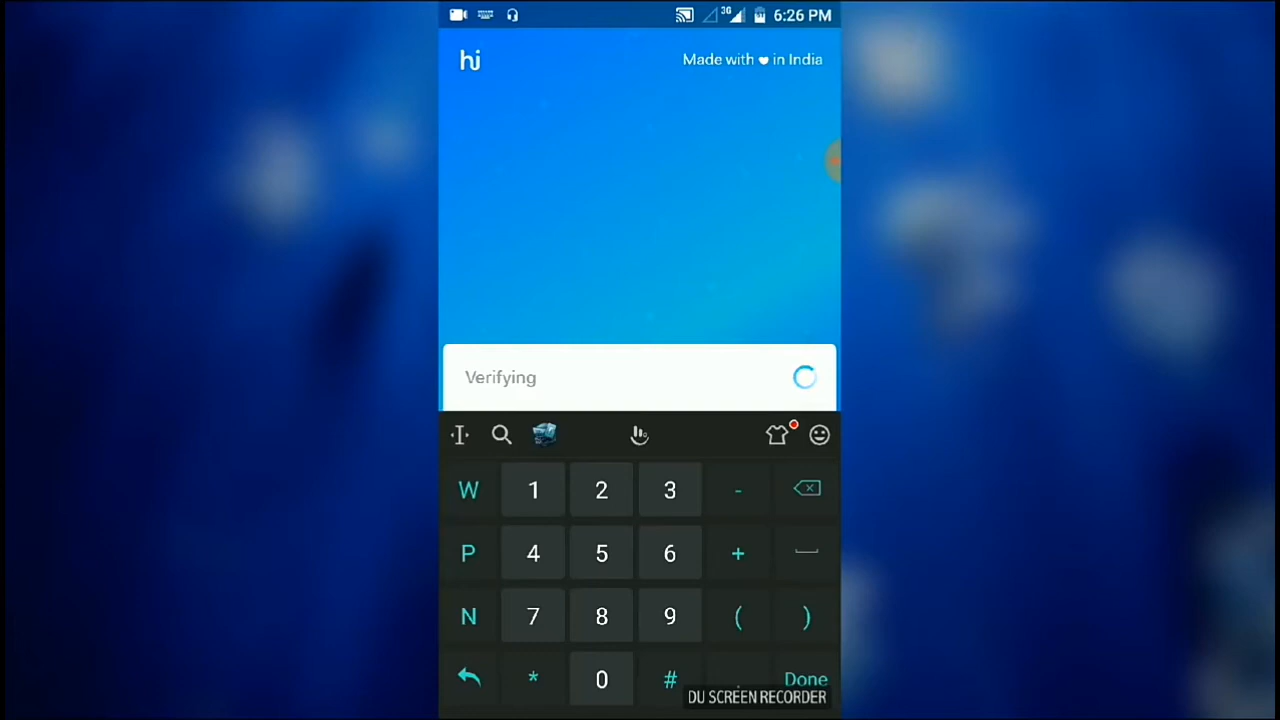 3G 6:26 PM
hi Made with in India
Verifying
W 1 2 3 -
P 4 5 6 +
N 7 8 9 ( )
* 0 # . Done
DU SCREEN RECORDER